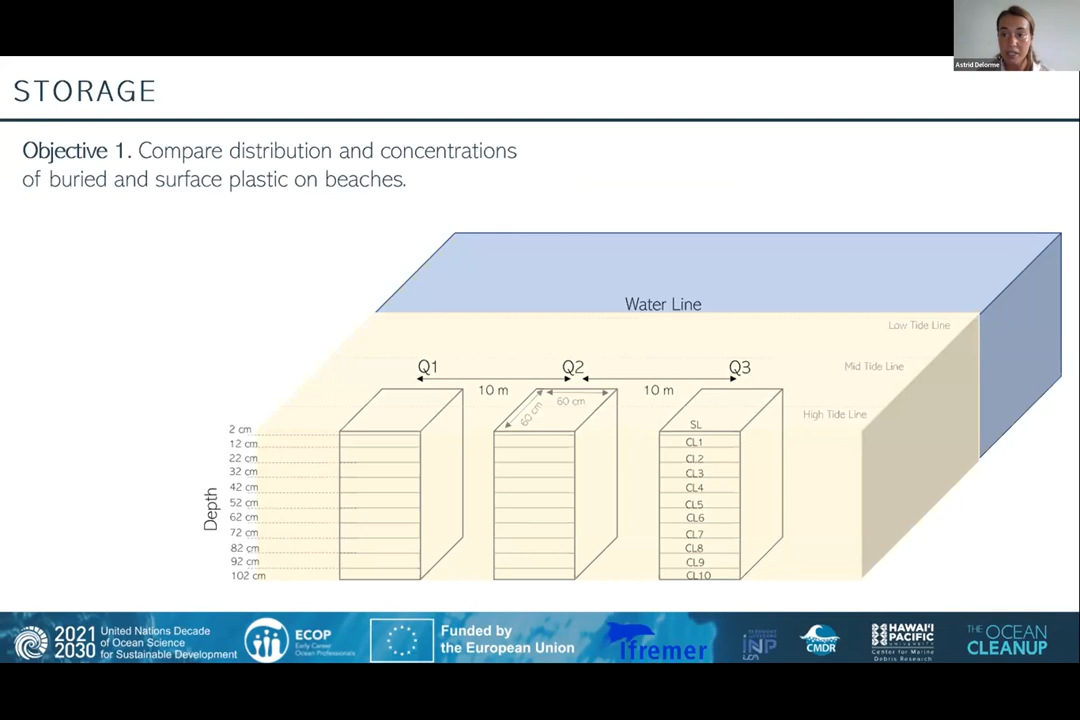 Astrid Delorme
STORAGE
Objective 1. Compare distribution and concentrations
of buried and surface plastic on beaches.
Water Line
Low Tide Line
Mid Tide Line
High Tide Line
Q1
Q2
Q3
10 m
10 m
60 cm
60 cm
Depth
2 cm
12 cm
22 cm
32 cm
42 cm
52 cm
62 cm
72 cm
82 cm
92 cm
102 cm
SL
CL1
CL2
CL3
CL4
CL5
CL6
CL7
CL8
CL9
CL10
2021
2030
United Nations Decade
of Ocean Science
for Sustainable Development
ECOP
Early Career
Ocean Professionals
Funded by
the European Union
Ifremer
INP
CMDR
HAWAI'I
PACIFIC
UNIVERSITY
Center for Marine
Debris Research
THE OCEAN
CLEANUP